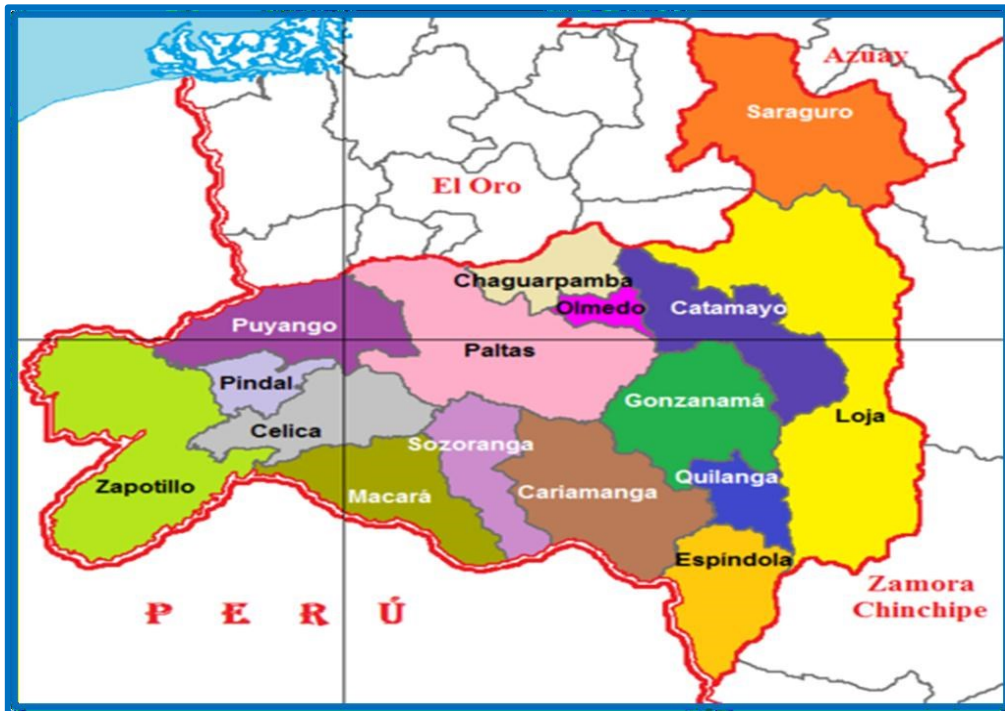 Azuay
Saraguro
El Oro
Chaguarpamba
Olmedo
Catamayo
Puyango
Paltas
Pindal
Gonzanamá
Loja
Celica
Sozoranga
Quilanga
Zapotillo
Macará
Cariamanga
Espíndola
Zamora
Chinchipe
PERÚ